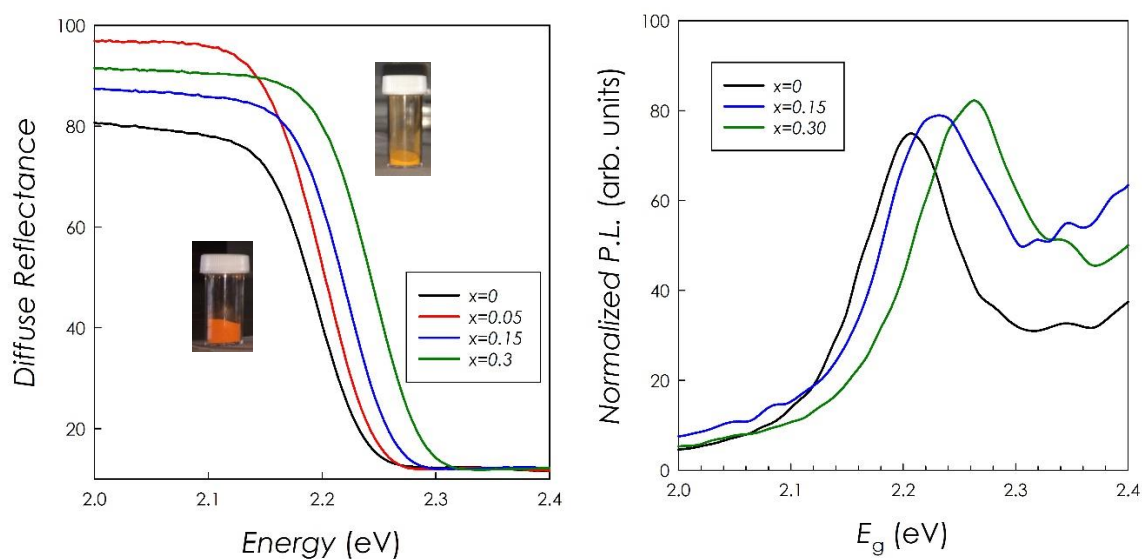 Diffuse Reflectance
100
80
60
40
20
2.0 2.1 2.2 2.3 2.4
Energy (eV)
x=0
x=0.05
x=0.15
x=0.3
Normalized P.L. (arb. units)
100
80
60
40
20
0
2.0 2.1 2.2 2.3 2.4
Eg (eV)
x=0
x=0.15
x=0.30